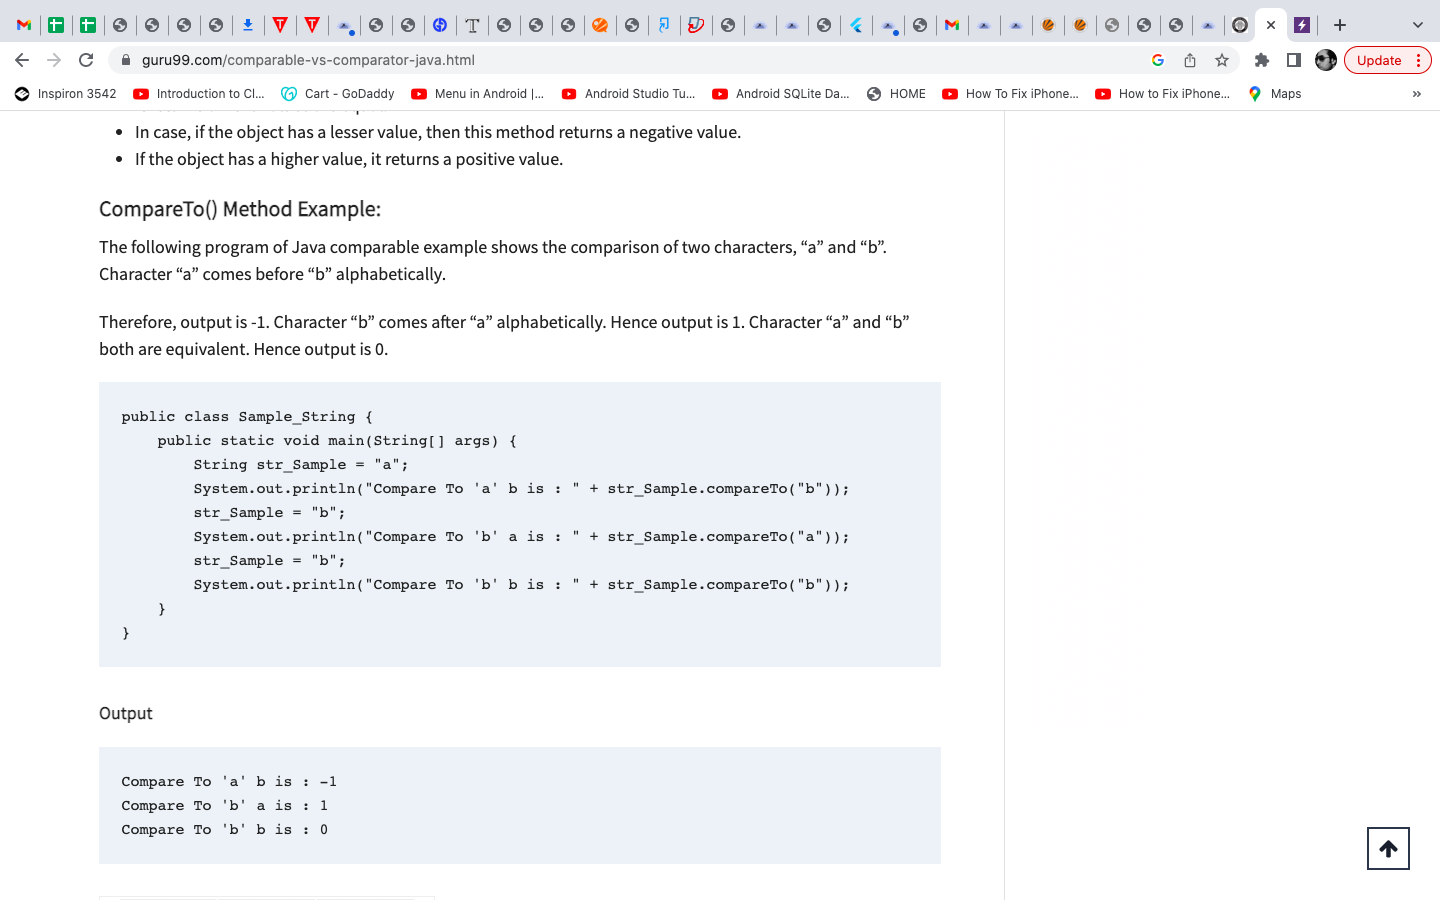 guru99.com/comparable-vs-comparator-java.html
Update
Inspiron 3542
Introduction to Cl...
Cart - GoDaddy
Menu in Android |...
Android Studio Tu...
Android SQLite Da...
HOME
How To Fix iPhone...
How to Fix iPhone...
Maps
»
• In case, if the object has a lesser value, then this method returns a negative value.
• If the object has a higher value, it returns a positive value.
CompareTo() Method Example:
The following program of Java comparable example shows the comparison of two characters, “a” and “b”.
Character “a” comes before “b” alphabetically.
Therefore, output is -1. Character “b” comes after “a” alphabetically. Hence output is 1. Character “a” and “b”
both are equivalent. Hence output is 0.
public class Sample_String {
    public static void main(String[] args) {
        String str_Sample = "a";
        System.out.println("Compare To 'a' b is : " + str_Sample.compareTo("b"));
        str_Sample = "b";
        System.out.println("Compare To 'b' a is : " + str_Sample.compareTo("a"));
        str_Sample = "b";
        System.out.println("Compare To 'b' b is : " + str_Sample.compareTo("b"));
    }
}
Output
Compare To 'a' b is : -1
Compare To 'b' a is : 1
Compare To 'b' b is : 0